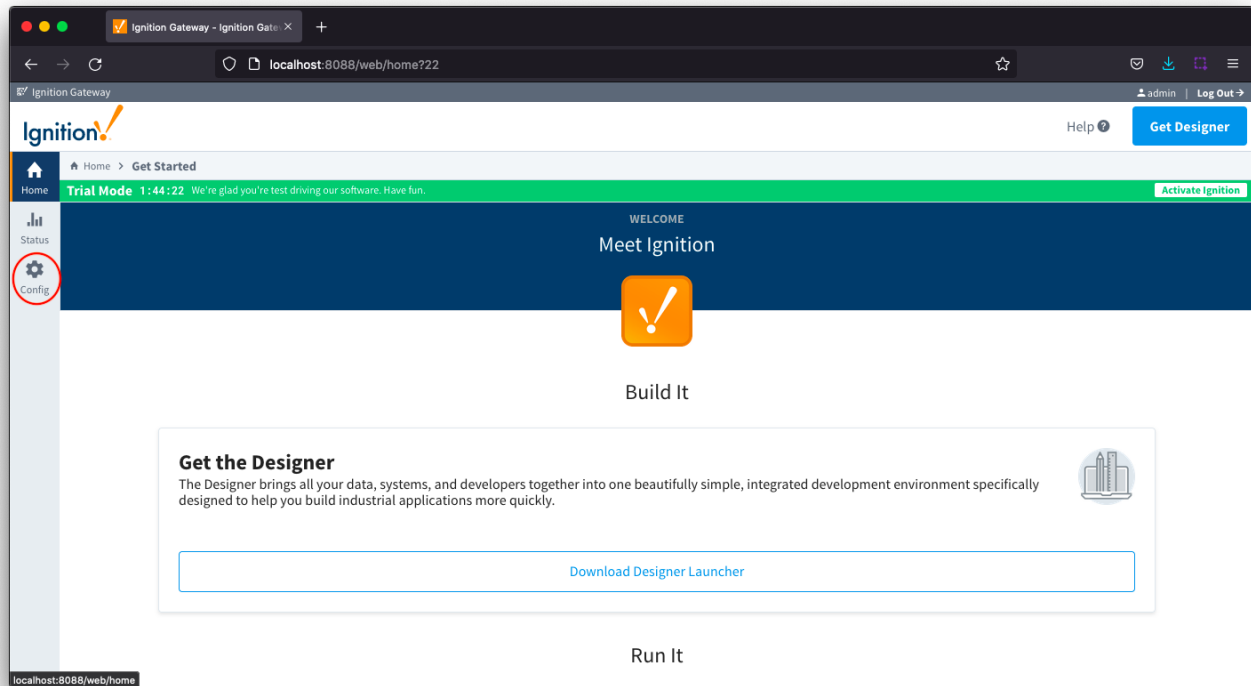 Ignition Gateway - Ignition Gate
localhost:8088/web/home?22
Ignition Gateway
admin | Log Out
Ignition!
Help
Get Designer
Home > Get Started
Home
Trial Mode 1:44:22 We're glad you're test driving our software. Have fun.
Activate Ignition
Status
Config
WELCOME
Meet Ignition
Build It
Get the Designer
The Designer brings all your data, systems, and developers together into one beautifully simple, integrated development environment specifically
designed to help you build industrial applications more quickly.
Download Designer Launcher
Run It
localhost:8088/web/home